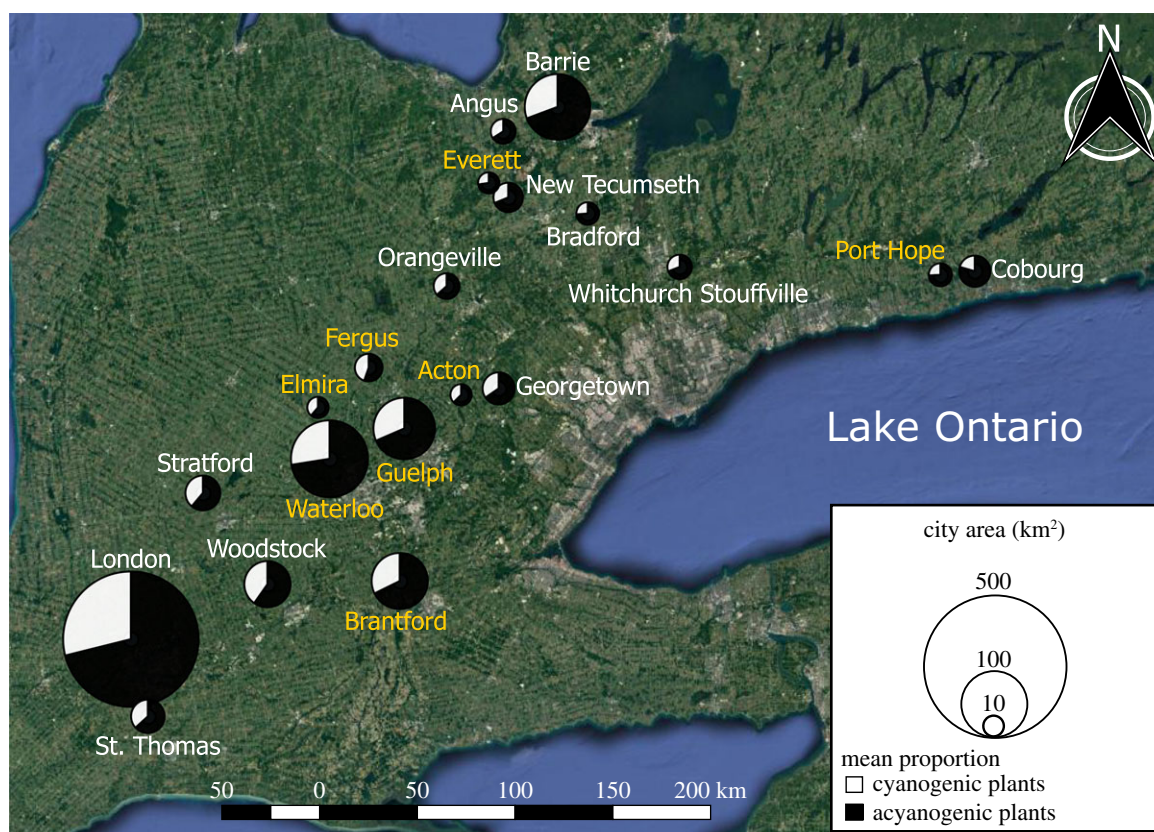 N
Barrie
Angus
Everett
New Tecumseth
Bradford
Orangeville
Port Hope
Cobourg
Whitchurch Stouffville
Fergus
Elmira
Acton
Georgetown
Lake Ontario
Guelph
Stratford
Waterloo
Woodstock
London
Brantford
St. Thomas
50 0 50 100 150 200 km
city area (km²)
500
100
10
mean proportion
cyanogenic plants
acyanogenic plants